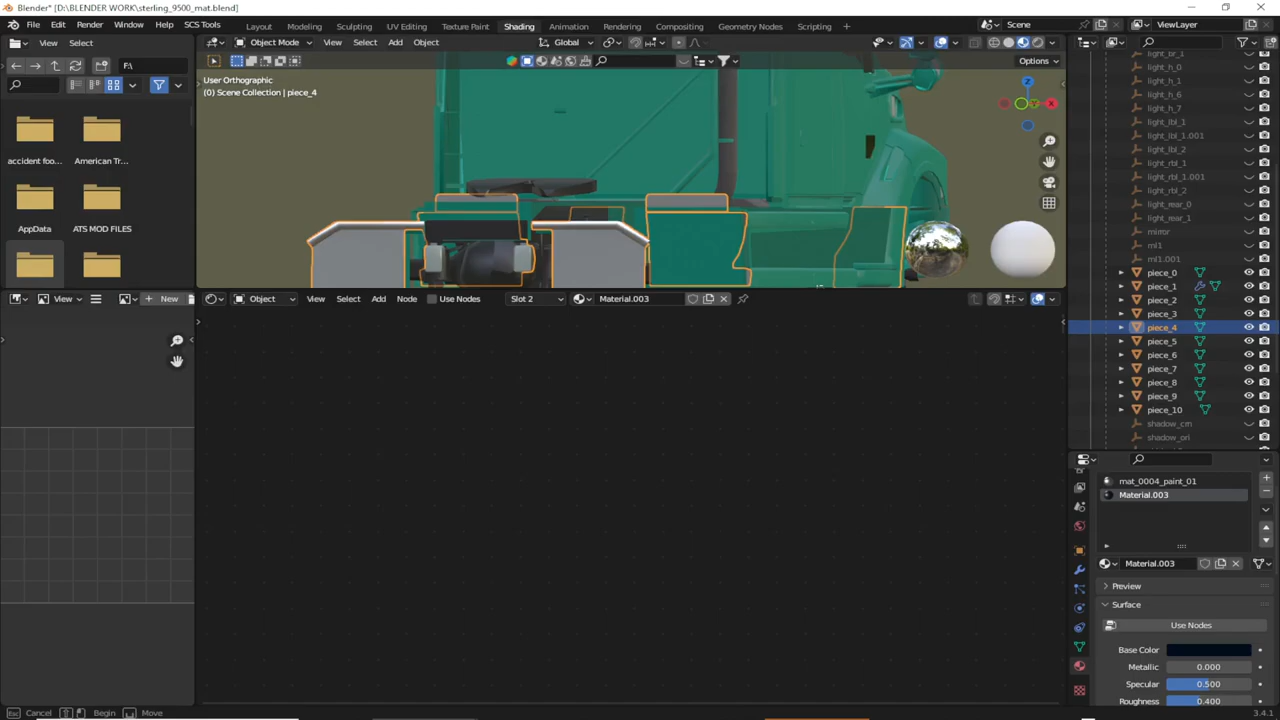 Blender* [D:\BLENDER WORK\sterling_9500_mat.blend]
File Edit Render Window Help SCS Tools
Layout Modeling Sculpting UV Editing Texture Paint Shading Animation Rendering Compositing Geometry Nodes Scripting +
Scene
ViewLayer
View Select
Object Mode View Select Add Object
Global
F:\
Options
User Orthographic
(0) Scene Collection | piece_4
Z
Y
X
accident foo...
American Tr...
AppData
ATS MOD FILES
View
New
Object View Select Add Node Use Nodes Slot 2 Material.003
light_br_1
light_h_0
light_h_1
light_h_6
light_h_7
light_lbl_1
light_lbl_1.001
light_lbl_2
light_rbl_1
light_rbl_1.001
light_rbl_2
light_rear_0
light_rear_1
mirror
ml1
ml1.001
piece_0
piece_1
piece_2
piece_3
piece_4
piece_5
piece_6
piece_7
piece_8
piece_9
piece_10
shadow_cm
shadow_ori
mat_0004_paint_01
Material.003
Material.003
Preview
Surface
Use Nodes
Base Color
Metallic 0.000
Specular 0.500
Roughness 0.400
Cancel Begin Move
3.4.1